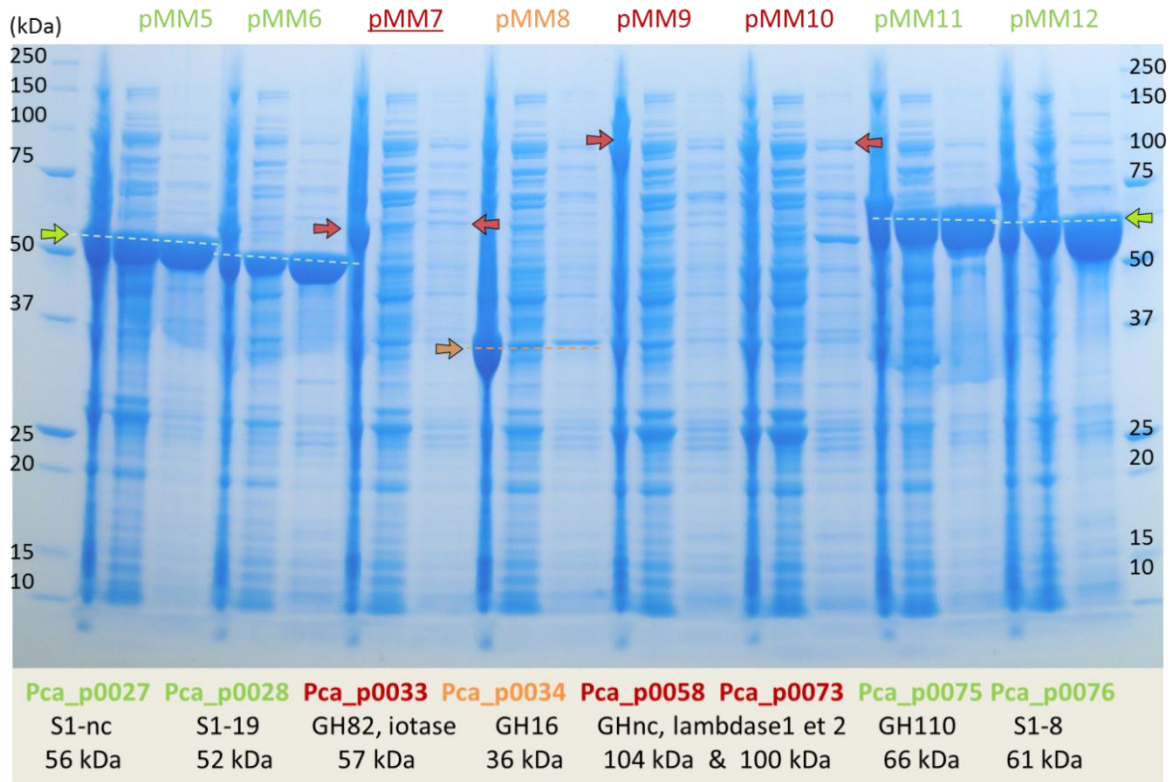 (kDa) pMM5 pMM6 pMM7 pMM8 pMM9 pMM10 pMM11 pMM12
250 250
150 150
100 100
75 75
50 50
37 37
25 25
20 20
15 15
10 10
Pca_p0027 Pca_p0028 Pca_p0033 Pca_p0034 Pca_p0058 Pca_p0073 Pca_p0075 Pca_p0076
S1-nc S1-19 GH82, iotase GH16 GHnc, lambdase1 et 2 GH110 S1-8
56 kDa 52 kDa 57 kDa 36 kDa 104 kDa & 100 kDa 66 kDa 61 kDa